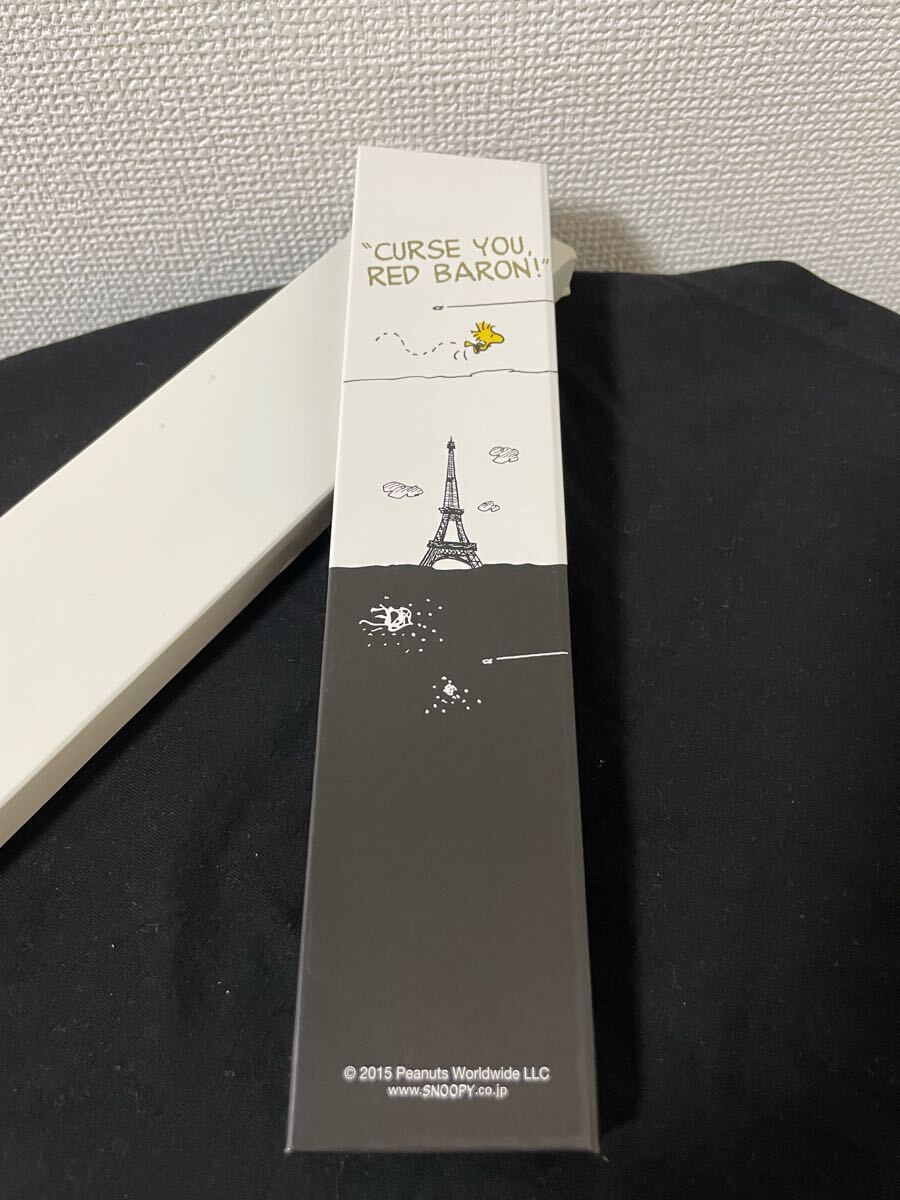 “CURSE YOU,
RED BARON!”
© 2015 Peanuts Worldwide LLC
www.SNOOPY.co.jp